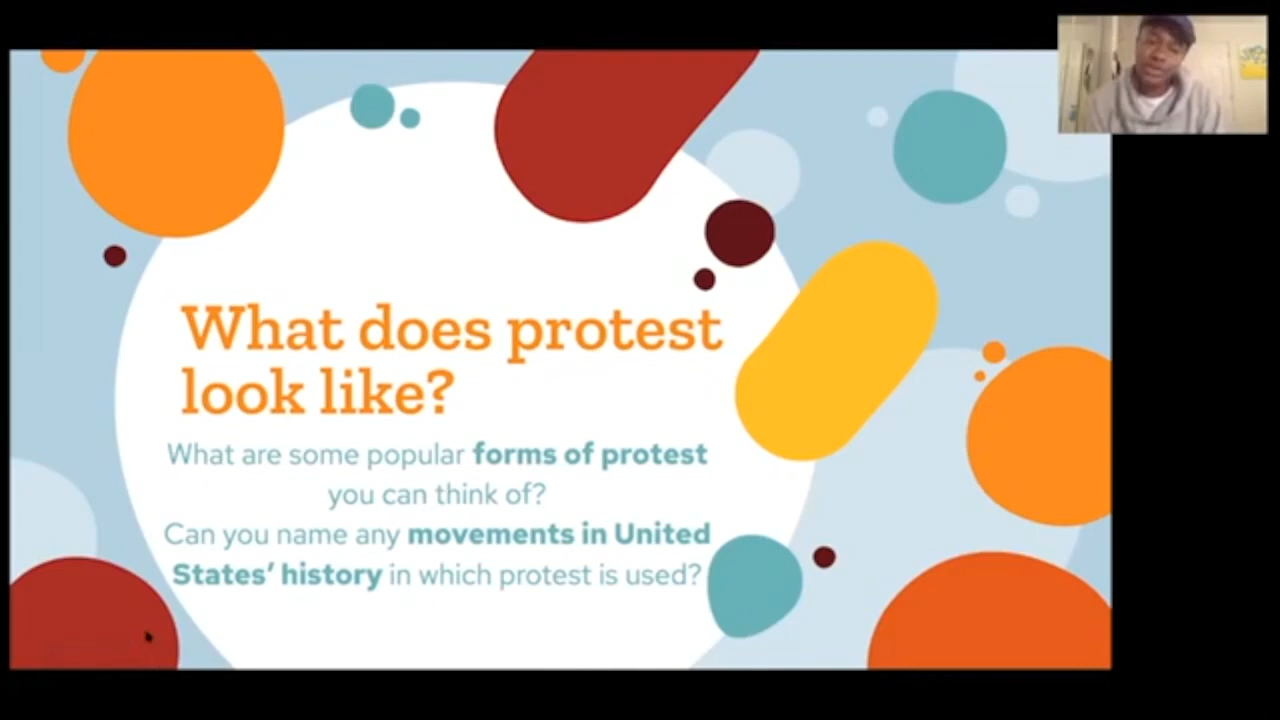 What does protest
look like?
What are some popular forms of protest
you can think of?
Can you name any movements in United
States’ history in which protest is used?